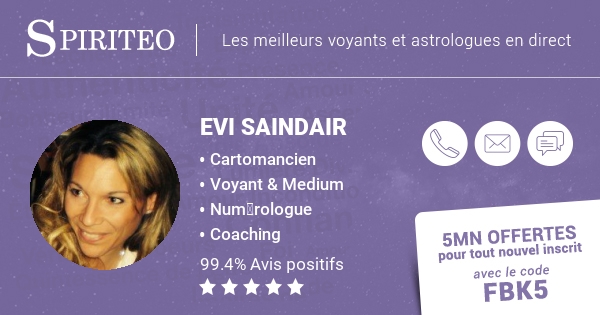 SPIRITEO
Les meilleurs voyants et astrologues en direct
EVI SAINDAIR
• Cartomancien
• Voyant & Medium
• Num▯rologue
• Coaching
99.4% Avis positifs
5MN OFFERTES
pour tout nouvel inscrit
avec le code
FBK5